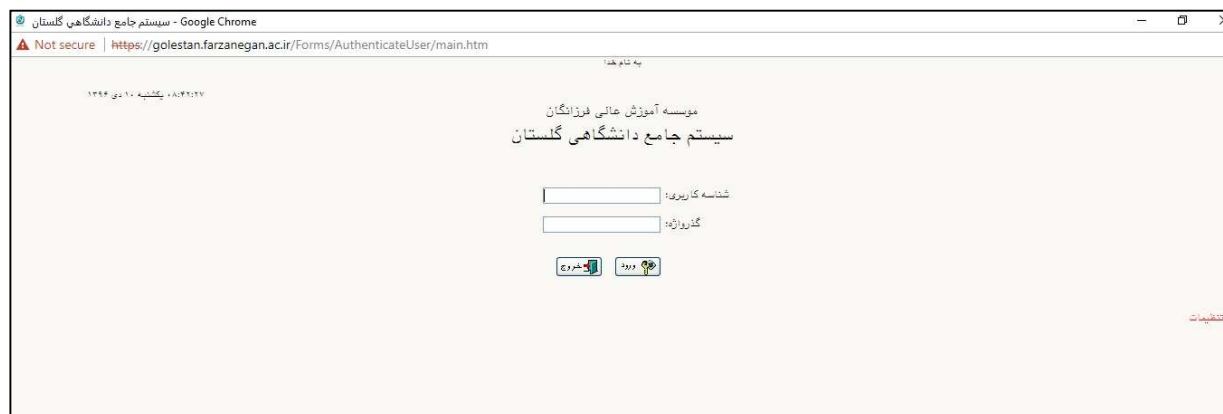 سيستم جامع دانشگاهي گلستان - Google Chrome
Not secure | https://golestan.farzanegan.ac.ir/Forms/AuthenticateUser/main.htm
به نام خدا
۰۸:۴۲:۲۷ یکشنبه ۱۰ دی ۱۳۹۶
موسسه آموزش عالی فرزانگان
سیستم جامع دانشگاهی گلستان
شناسه کاربری:
گذرواژه:
ورود خروج
تنظیمات